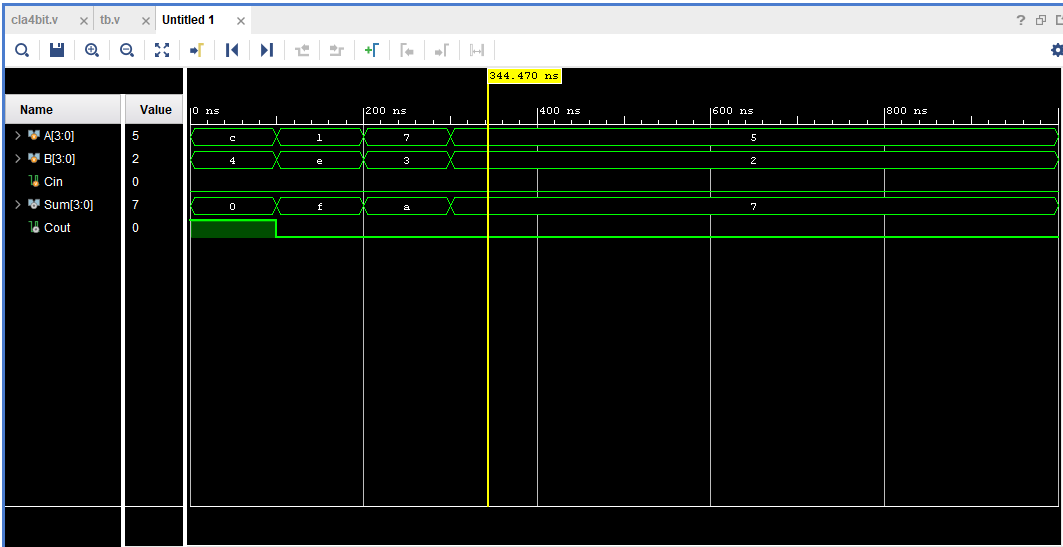 cla4bit.v × tb.v × Untitled 1 ×
?
344.470 ns
Name Value
0 ns 200 ns 400 ns 600 ns 800 ns
A[3:0] 5 c 1 7 5
B[3:0] 2 4 e 3 2
Cin 0
Sum[3:0] 7 0 f a 7
Cout 0